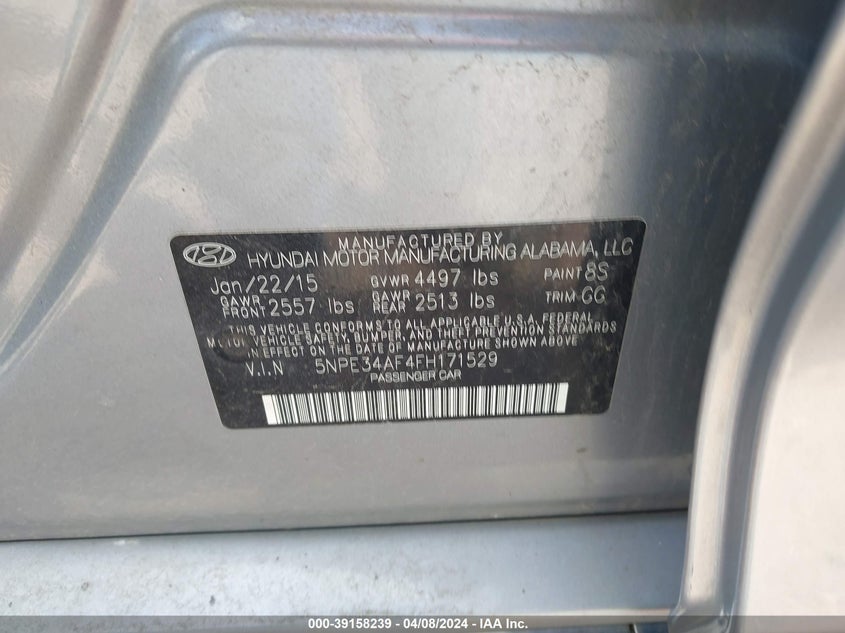 MANUFACTURED BY
HYUNDAI MOTOR MANUFACTURING ALABAMA, LLC
Jan/22/15 GVWR 4497 lbs PAINT 8S
GAWR FRONT 2557 lbs GAWR REAR 2513 lbs TRIM GG
THIS VEHICLE CONFORMS TO ALL APPLICABLE U.S.A. FEDERAL
MOTOR VEHICLE SAFETY, BUMPER, AND THEFT PREVENTION STANDARDS
IN EFFECT ON THE DATE OF MANUFACTURE SHOWN ABOVE
V.I.N 5NPE34AF4FH171529
PASSENGER CAR
000-39158239 - 04/08/2024 - IAA Inc.